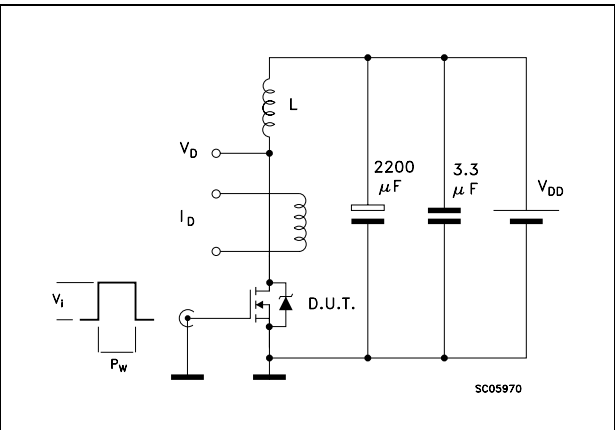 L
V_D
2200
μF
3.3
μF
V_DD
I_D
V_i
D.U.T.
P_W
SC05970